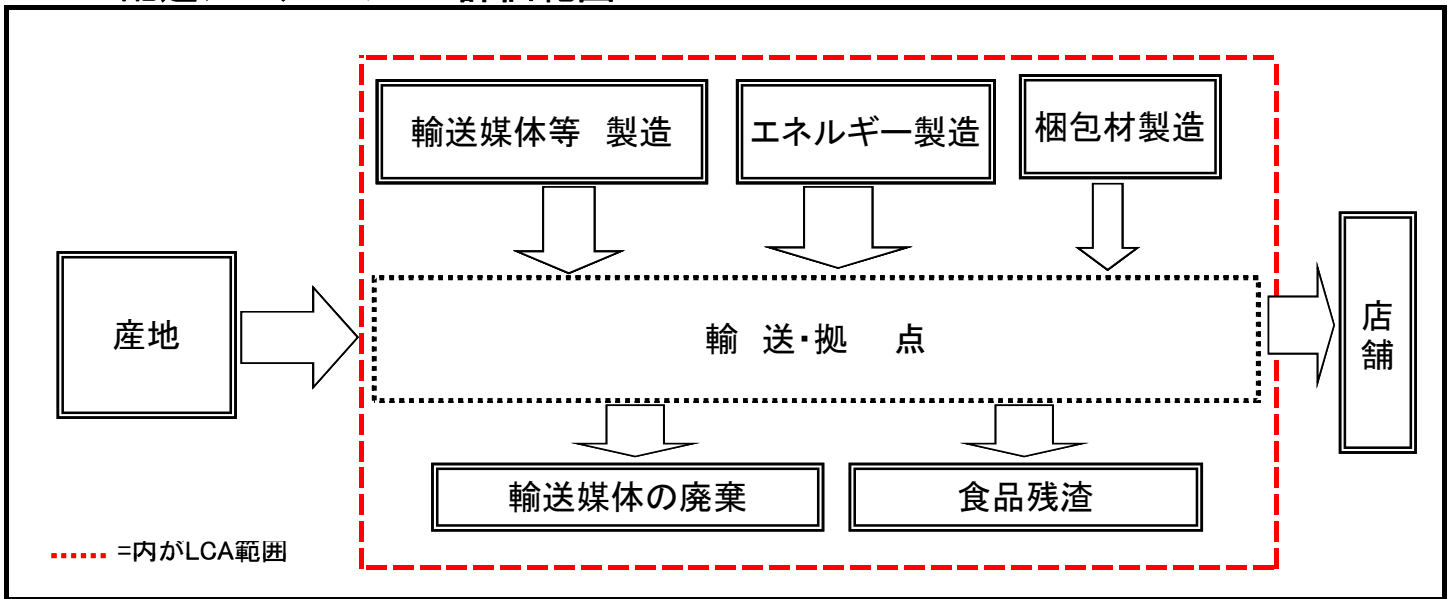 輸送媒体等 製造
エネルギー製造
梱包材製造
産地
輸 送・拠 点
店舗
輸送媒体の廃棄
食品残渣
=内がLCA範囲